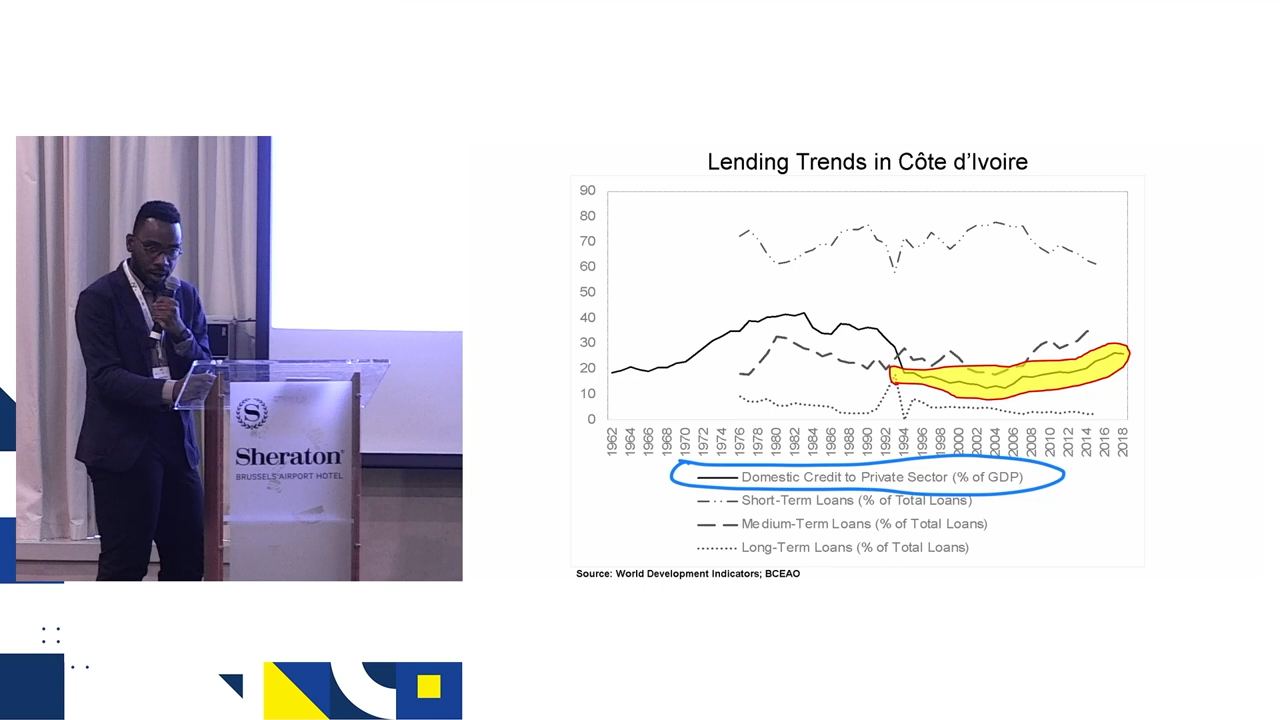 S
Sheraton®
BRUSSELS AIRPORT HOTEL
Lending Trends in Côte d'Ivoire
90
80
70
60
50
40
30
20
10
0
1962 1964 1966 1968 1970 1972 1974 1976 1978 1980 1982 1984 1986 1988 1990 1992 1994 1996 1998 2000 2002 2004 2006 2008 2010 2012 2014 2016 2018
Domestic Credit to Private Sector (% of GDP)
Short-Term Loans (% of Total Loans)
Medium-Term Loans (% of Total Loans)
Long-Term Loans (% of Total Loans)
Source: World Development Indicators; BCEAO